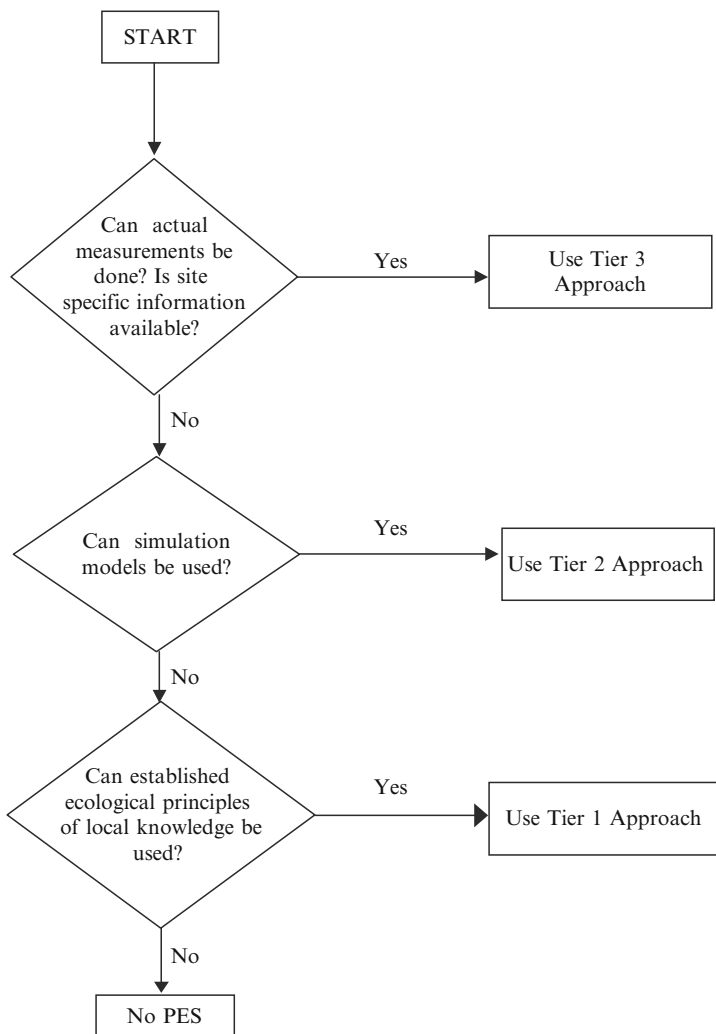 START
Can actual
measurements be
done? Is site
specific information
available?
Yes
Use Tier 3
Approach
No
Can simulation
models be used?
Yes
Use Tier 2 Approach
No
Can established
ecological principles
of local knowledge be
used?
Yes
Use Tier 1 Approach
No
No PES